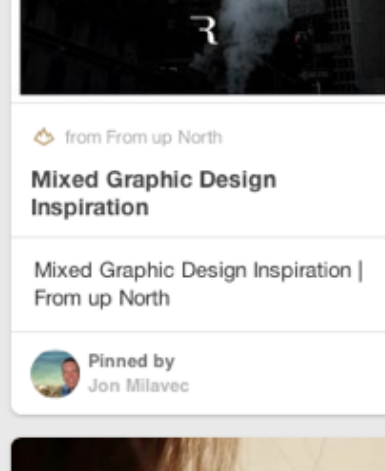 R
from From up North
Mixed Graphic Design
Inspiration
Mixed Graphic Design Inspiration |
From up North
Pinned by
Jon Milavec